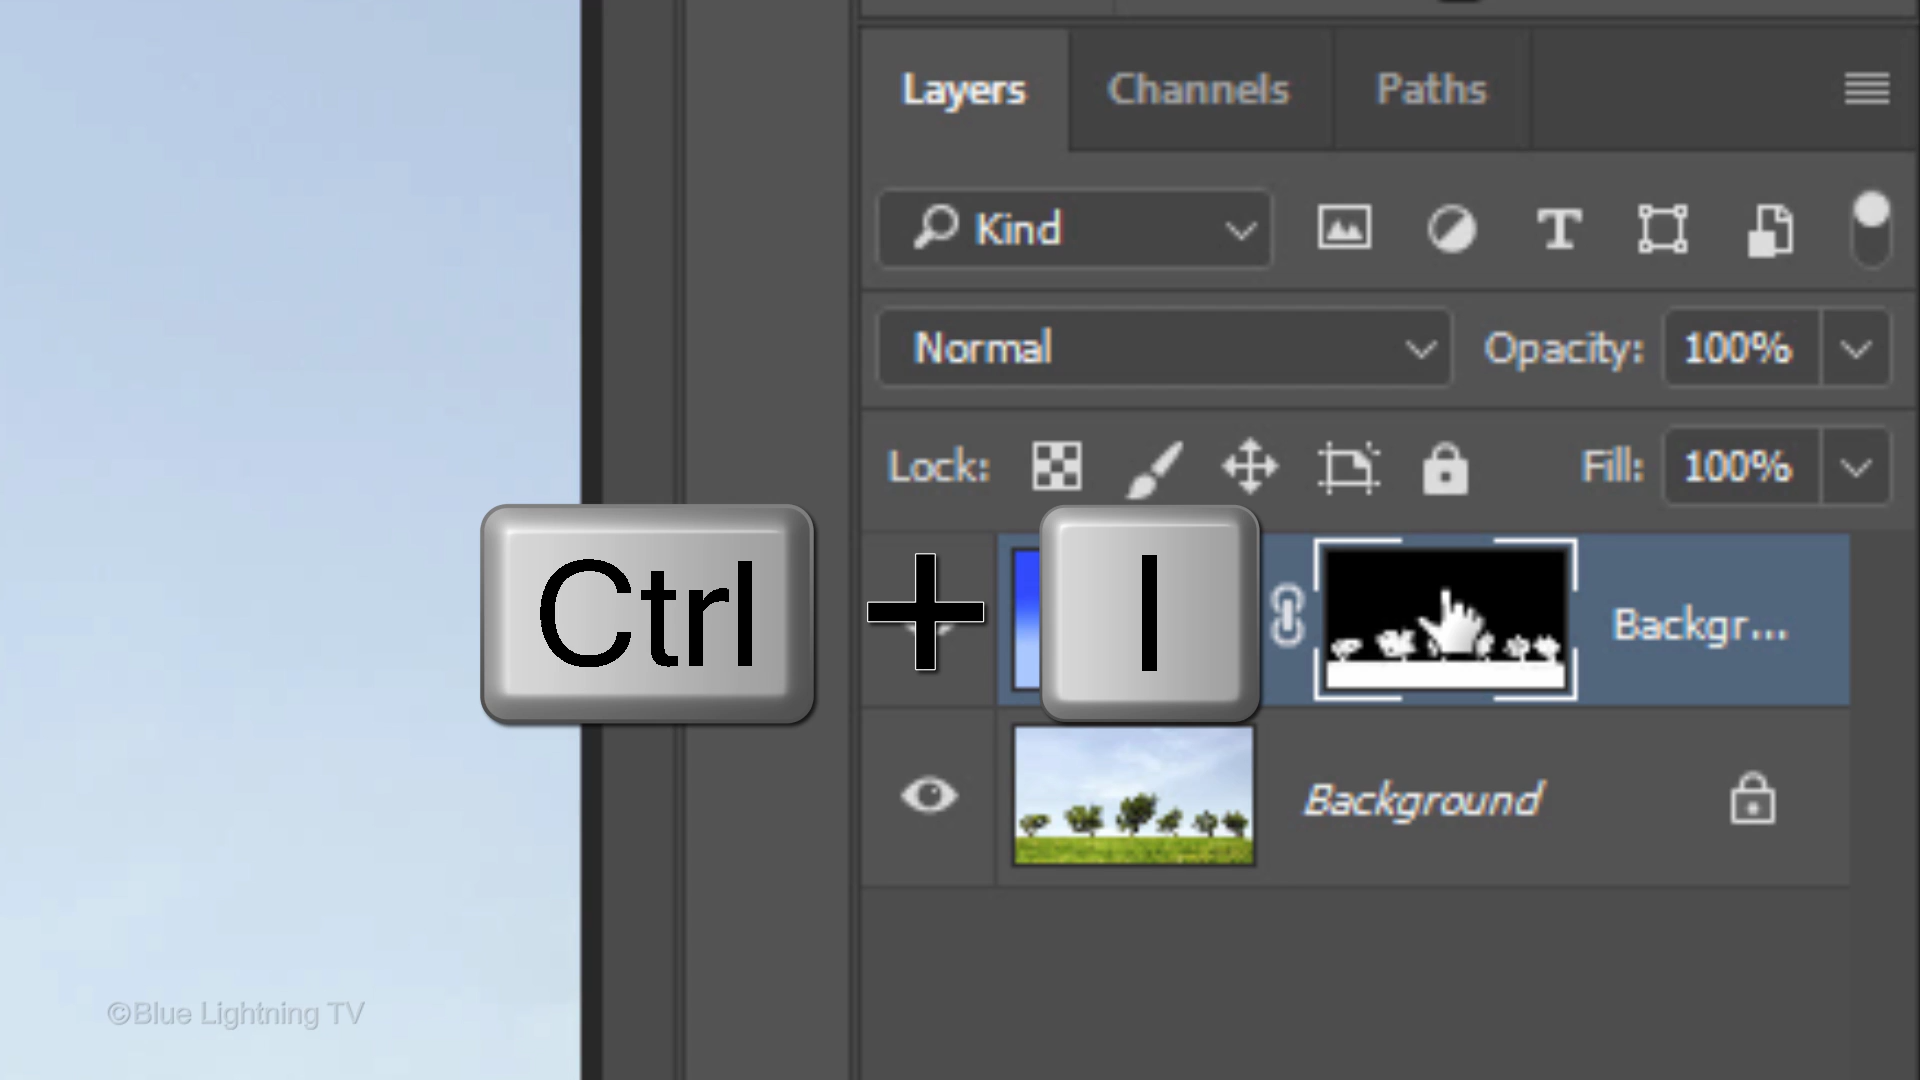 Layers Channels Paths
Kind
Normal Opacity: 100%
Lock: Fill: 100%
Ctrl + I Backgr...
Background
©Blue Lightning TV